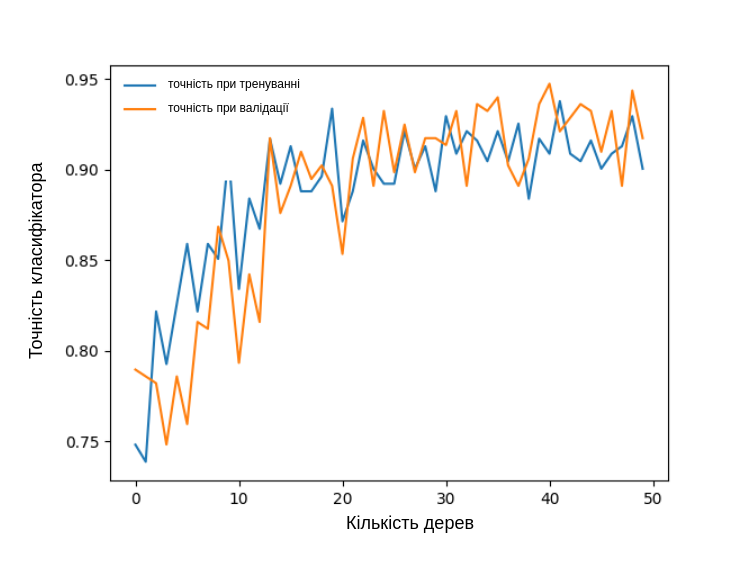 точність при тренуванні
точність при валідації
0.95
0.90
0.85
0.80
0.75
Точність класифікатора
0 10 20 30 40 50
Кількість дерев